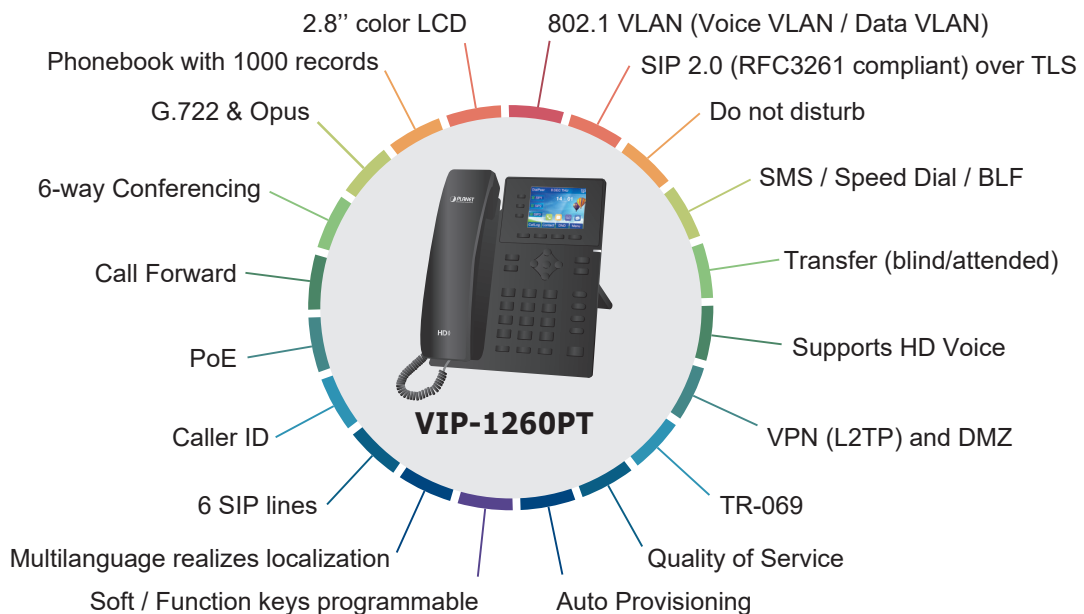 2.8’’ color LCD
802.1 VLAN (Voice VLAN / Data VLAN)
Phonebook with 1000 records
SIP 2.0 (RFC3261 compliant) over TLS
G.722 & Opus
Do not disturb
6-way Conferencing
SMS / Speed Dial / BLF
Call Forward
Transfer (blind/attended)
PoE
Supports HD Voice
Caller ID
VPN (L2TP) and DMZ
6 SIP lines
TR-069
Multilanguage realizes localization
Quality of Service
Soft / Function keys programmable
Auto Provisioning
PLANET
HD
VIP-1260PT